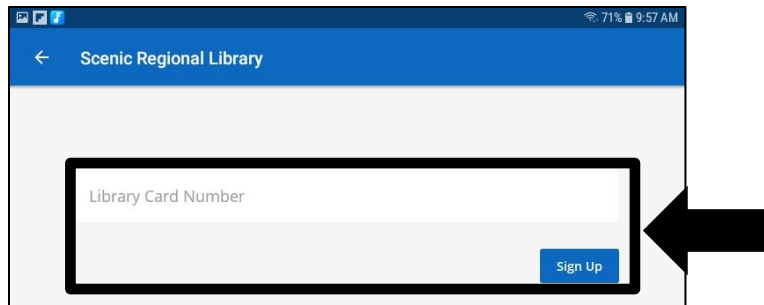 71% 9:57 AM
Scenic Regional Library
Library Card Number
Sign Up